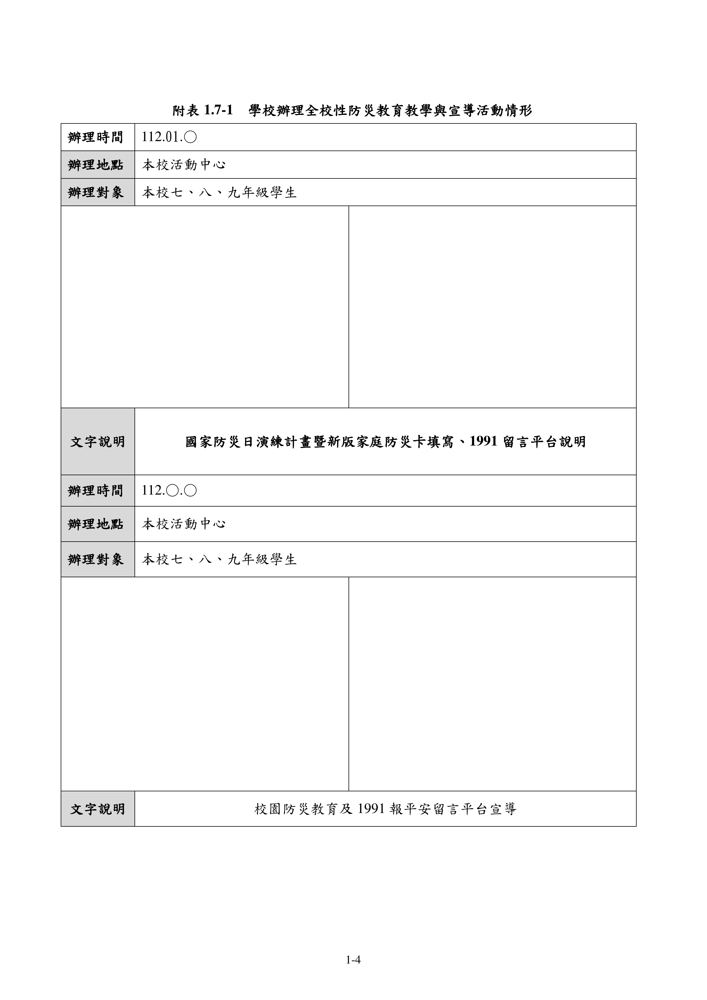 附表 1.7-1　學校辦理全校性防災教育教學與宣導活動情形
辦理時間 112.01.〇
辦理地點 本校活動中心
辦理對象 本校七、八、九年級學生
文字說明 國家防災日演練計畫暨新版家庭防災卡填寫、1991 留言平台說明
辦理時間 112.〇.〇
辦理地點 本校活動中心
辦理對象 本校七、八、九年級學生
文字說明 校園防災教育及 1991 報平安留言平台宣導
1-4